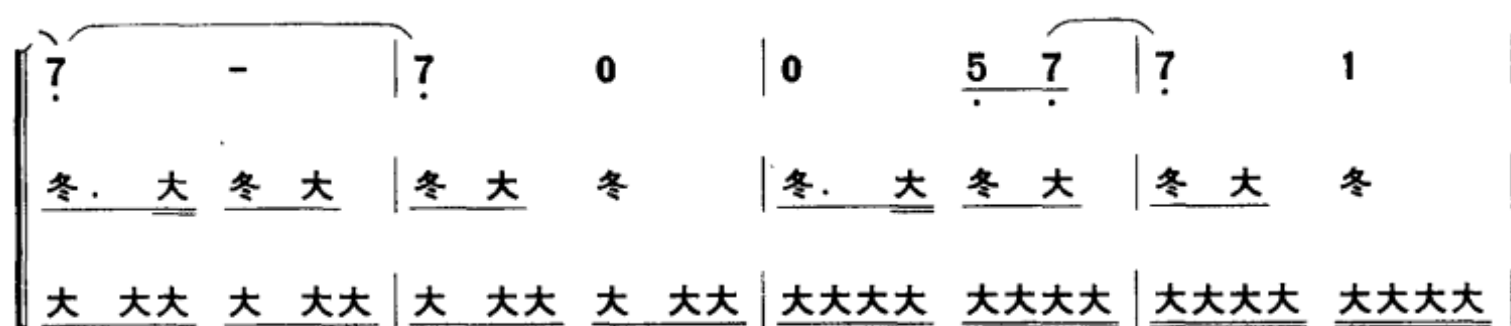 7 - | 7 0 | 0 5 7 | 7 1
冬. 大 冬 大 | 冬 大 冬 | 冬. 大 冬 大 | 冬 大 冬
大 大大 大 大大 | 大 大大 大 大大 | 大大大大 大大大大 | 大大大大 大大大大